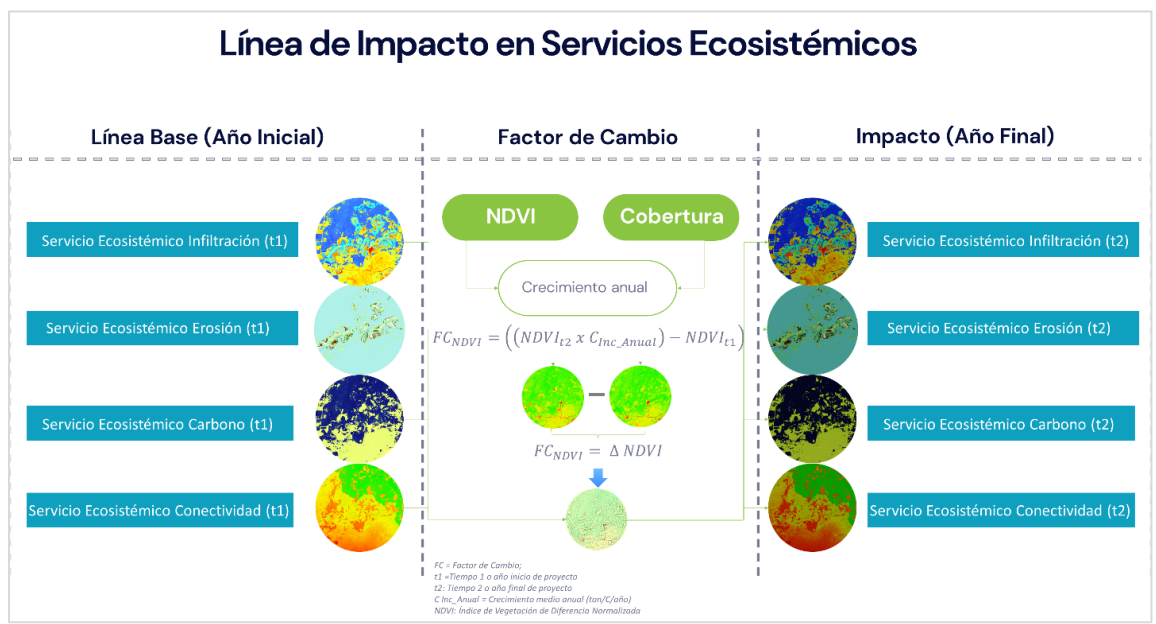 Línea de Impacto en Servicios Ecosistémicos
Línea Base (Año Inicial)
Factor de Cambio
Impacto (Año Final)
NDVI
Cobertura
Servicio Ecosistémico Infiltración (t1)
Servicio Ecosistémico Infiltración (t2)
Crecimiento anual
Servicio Ecosistémico Erosión (t1)
Servicio Ecosistémico Erosión (t2)
FC_NDVI = ((NDVI_t2 x C_Inc_Anual) − NDVI_t1)
Servicio Ecosistémico Carbono (t1)
Servicio Ecosistémico Carbono (t2)
FC_NDVI = Δ NDVI
Servicio Ecosistémico Conectividad (t1)
Servicio Ecosistémico Conectividad (t2)
FC = Factor de Cambio;
t1 =Tiempo 1 o año inicio de proyecto
t2: Tiempo 2 o año final de proyecto
C Inc_Anual = Crecimiento medio anual (ton/C/año)
NDVI: Índice de Vegetación de Diferencia Normalizada